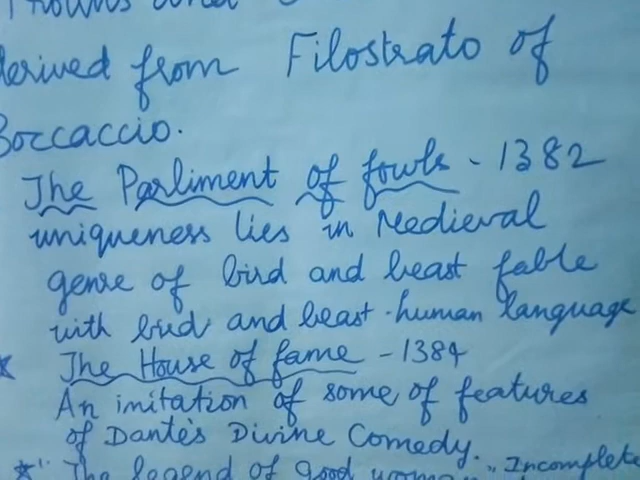 and
derived from Filostrato of
Boccaccio.
The Parliment of fowls - 1382
uniqueness lies in Medieval
genre of bird and beast fable
with bird and beast - human language
* The House of fame - 1384
An imitation of some of features
of Dante's Divine Comedy.
* The legend of good woman - Incomplete